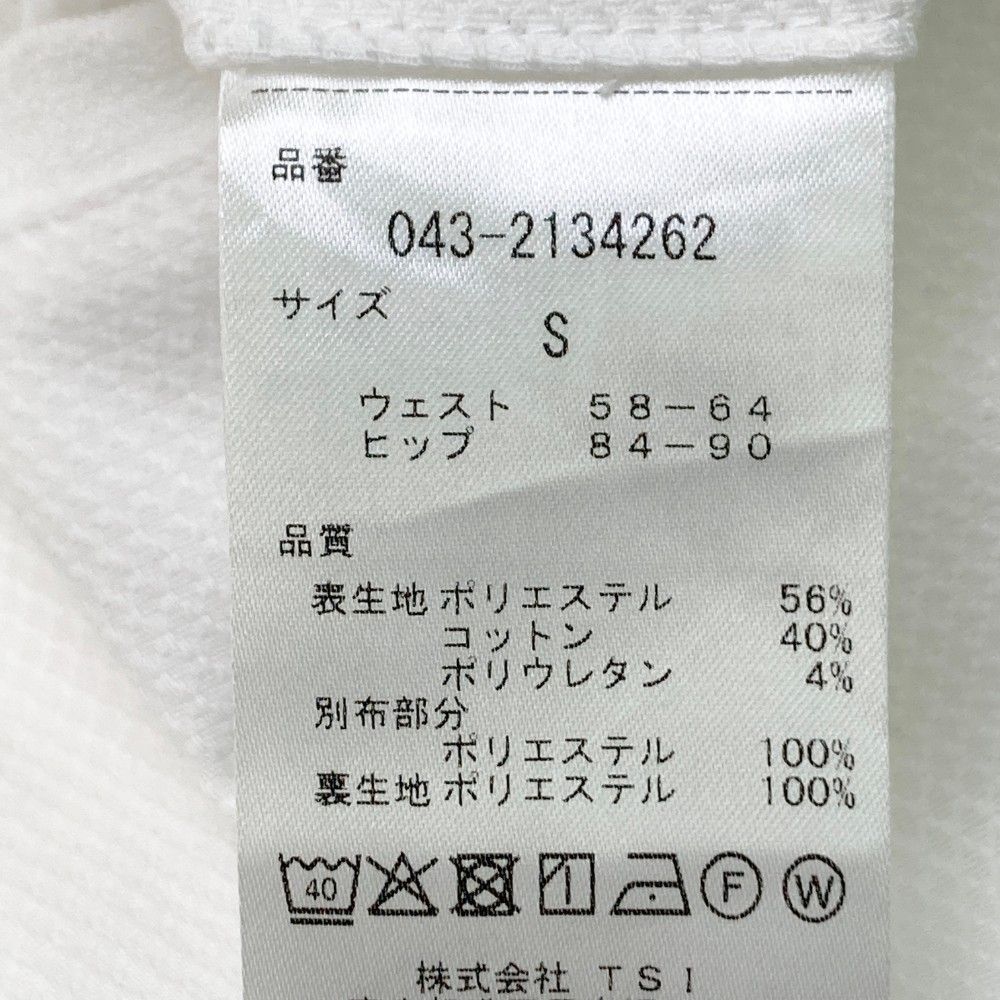 品番
043-2134262
サイズ
S
ウェスト 58-64
ヒップ 84-90
品質
表生地 ポリエステル 56%
コットン 40%
ポリウレタン 4%
別布部分
ポリエステル 100%
裏生地 ポリエステル 100%
40 F W
株式会社 TSI